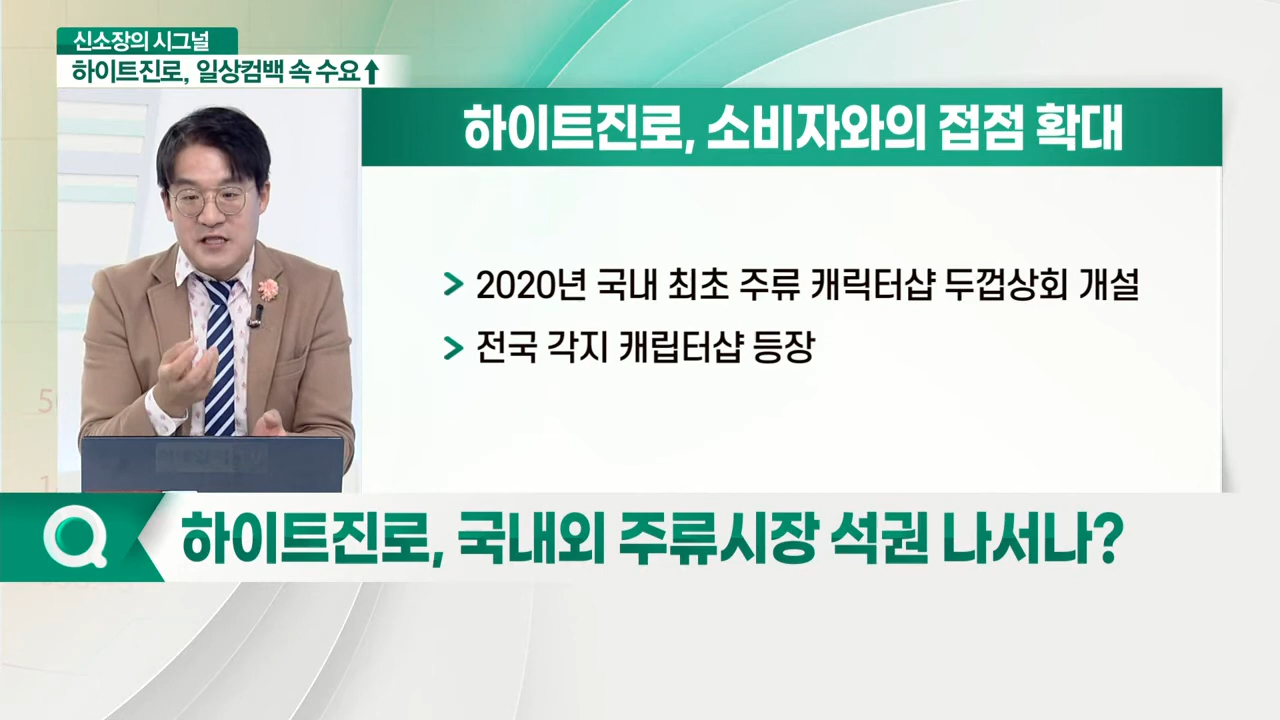 신소장의 시그널
하이트진로, 일상컴백 속 수요↑
하이트진로, 소비자와의 접점 확대
> 2020년 국내 최초 주류 캐릭터샵 두껍상회 개설
> 전국 각지 캐립터샵 등장
하이트진로, 국내외 주류시장 석권 나서나?